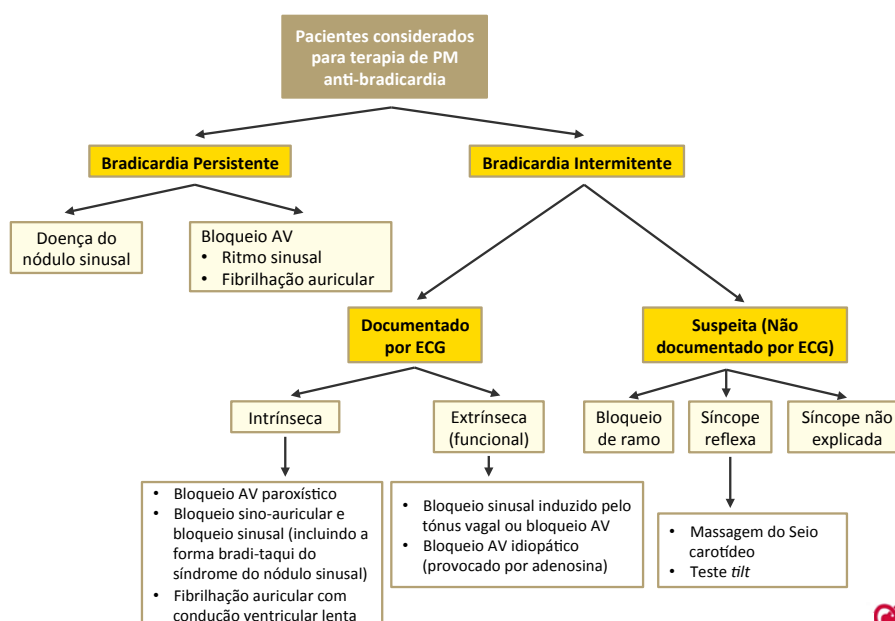 Pacientes considerados
para terapia de PM
anti-bradicardia
Bradicardia Persistente
Bradicardia Intermitente
Doença do
nódulo sinusal
Bloqueio AV
• Ritmo sinusal
• Fibrilhação auricular
Documentado
por ECG
Suspeita (Não
documentado por ECG)
Intrínseca
Extrínseca
(funcional)
Bloqueio
de ramo
Síncope
reflexa
Síncope não
explicada
• Bloqueio AV paroxístico
• Bloqueio sino-auricular e
bloqueio sinusal (incluindo a
forma bradi-taqui do
síndrome do nódulo sinusal)
• Fibrilhação auricular com
condução ventricular lenta
• Bloqueio sinusal induzido pelo
tónus vagal ou bloqueio AV
• Bloqueio AV idiopático
(provocado por adenosina)
• Massagem do Seio
carotídeo
• Teste tilt